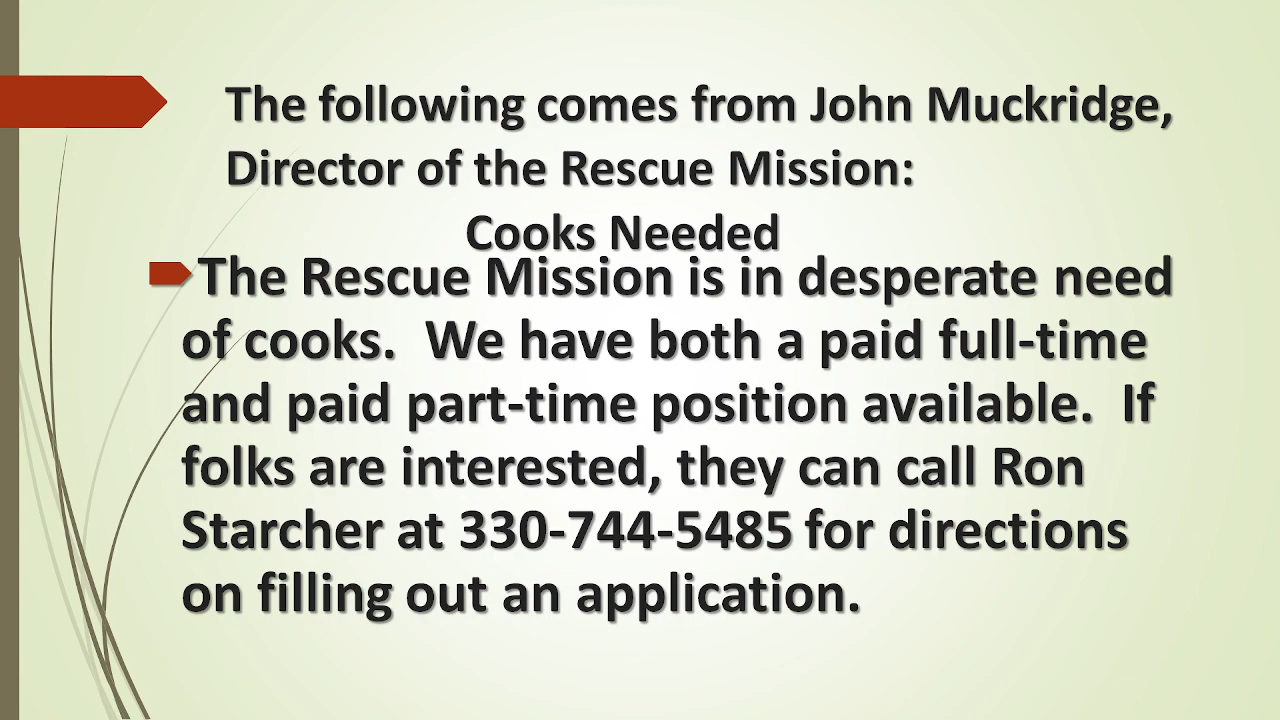 The following comes from John Muckridge,
Director of the Rescue Mission:
Cooks Needed
The Rescue Mission is in desperate need
of cooks.  We have both a paid full-time
and paid part-time position available.  If
folks are interested, they can call Ron
Starcher at 330-744-5485 for directions
on filling out an application.